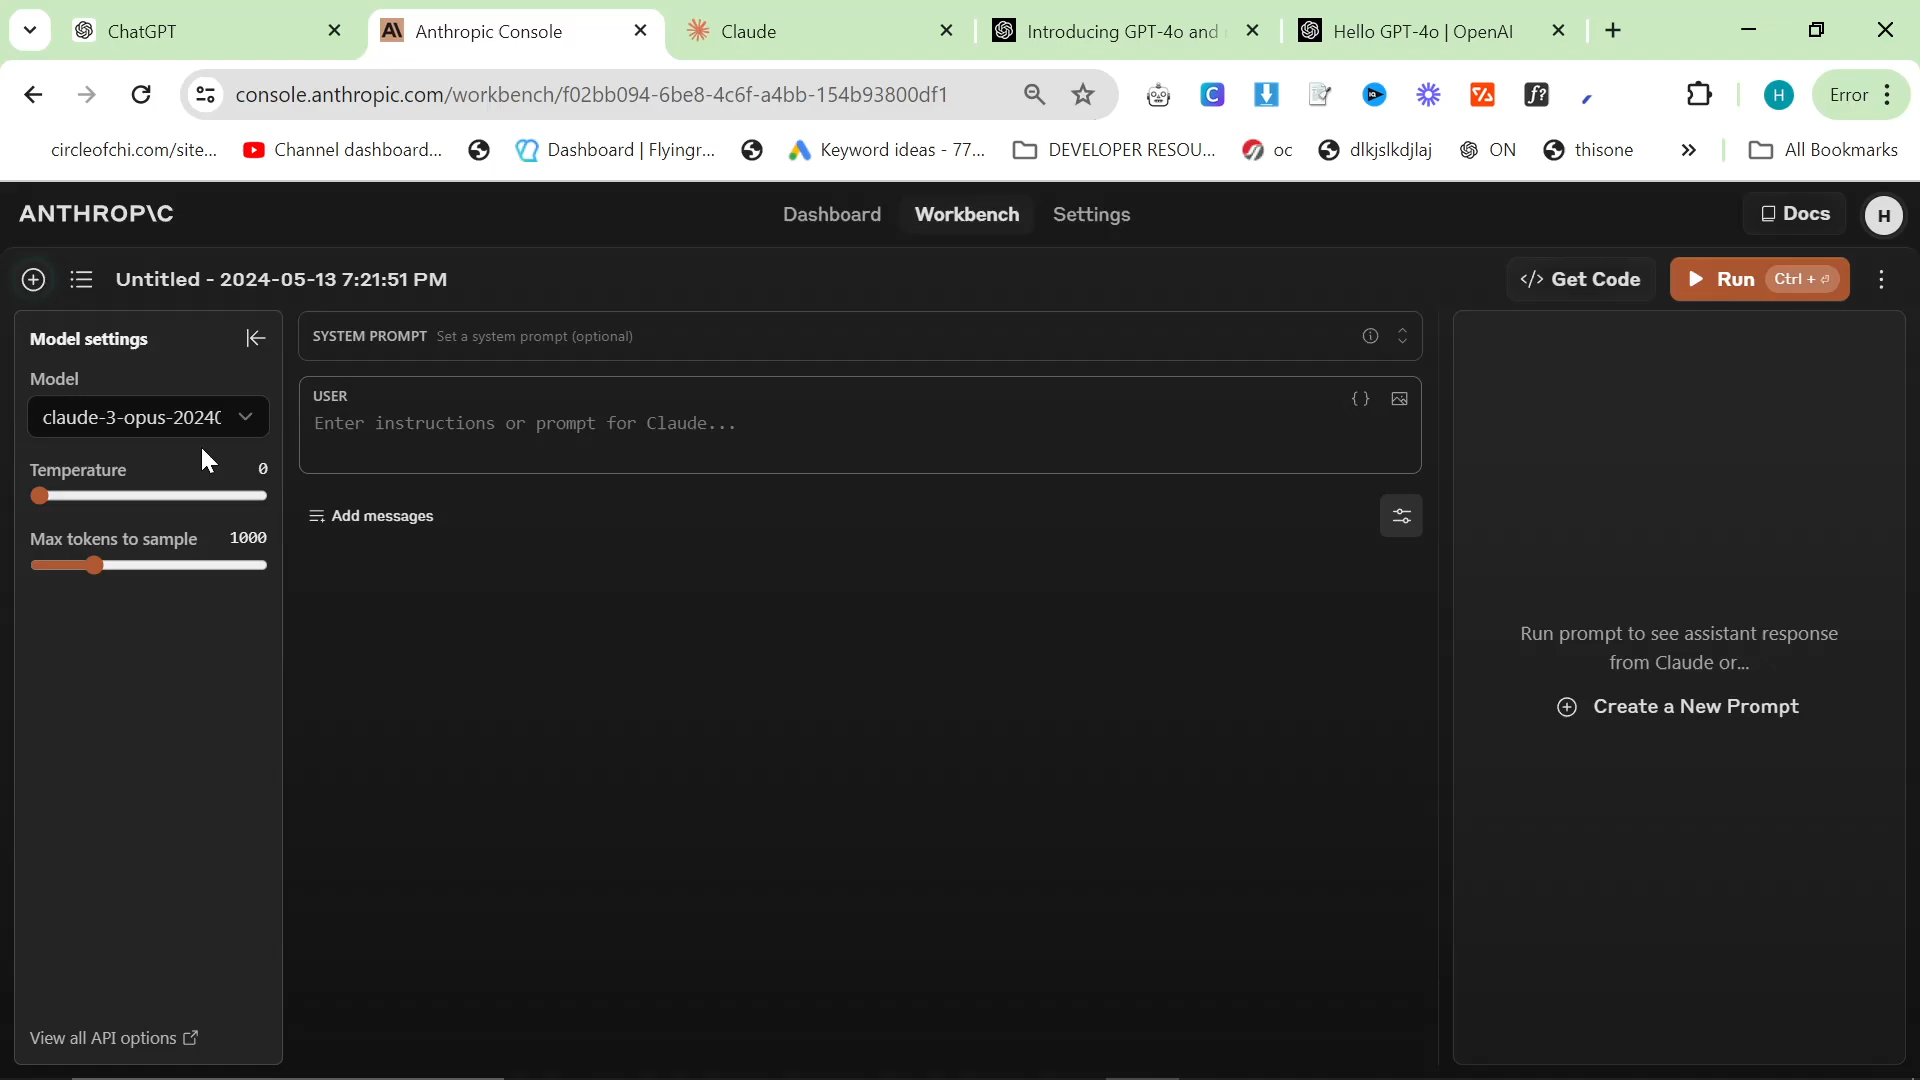 ChatGPT
Anthropic Console
Claude
Introducing GPT-4o and
Hello GPT-4o | OpenAI
console.anthropic.com/workbench/f02bb094-6be8-4c6f-a4bb-154b93800df1
H
Error
circleofchi.com/site...
Channel dashboard...
Dashboard | Flyingr...
Keyword ideas - 77...
DEVELOPER RESOU...
oc
dlkjslkdjlaj
ON
thisone
All Bookmarks
ANTHROP\C
Dashboard
Workbench
Settings
Docs
H
Untitled - 2024-05-13 7:21:51 PM
</> Get Code
Run Ctrl + ⏎
Model settings
Model
claude-3-opus-2024
Temperature 0
Max tokens to sample 1000
View all API options
SYSTEM PROMPT Set a system prompt (optional)
USER
{ }
Enter instructions or prompt for Claude...
Add messages
Run prompt to see assistant response
from Claude or...
Create a New Prompt